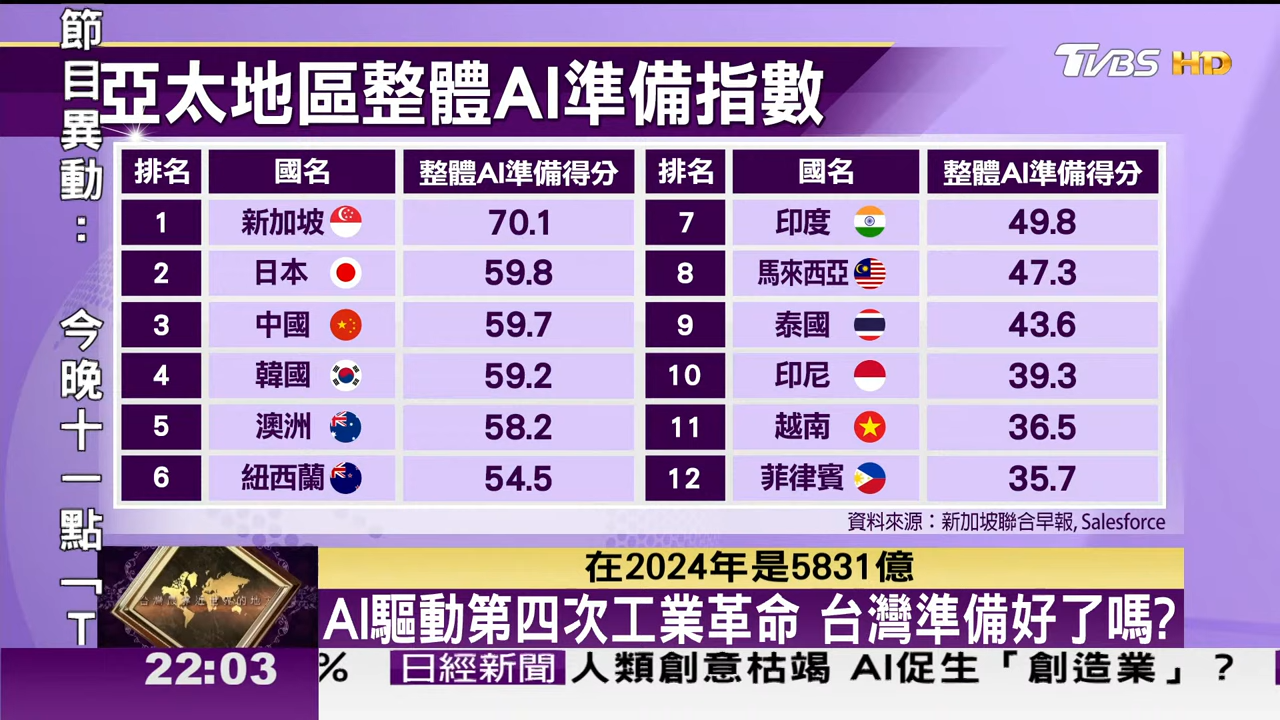 節目異動： 今晚十一點「T
TVBS HD
亞太地區整體AI準備指數
排名 國名 整體AI準備得分 排名 國名 整體AI準備得分
1 新加坡 70.1 7 印度 49.8
2 日本 59.8 8 馬來西亞 47.3
3 中國 59.7 9 泰國 43.6
4 韓國 59.2 10 印尼 39.3
5 澳洲 58.2 11 越南 36.5
6 紐西蘭 54.5 12 菲律賓 35.7
資料來源：新加坡聯合早報, Salesforce
在2024年是5831億
AI驅動第四次工業革命 台灣準備好了嗎?
22:03 % 日經新聞 人類創意枯竭 AI促生「創造業」?